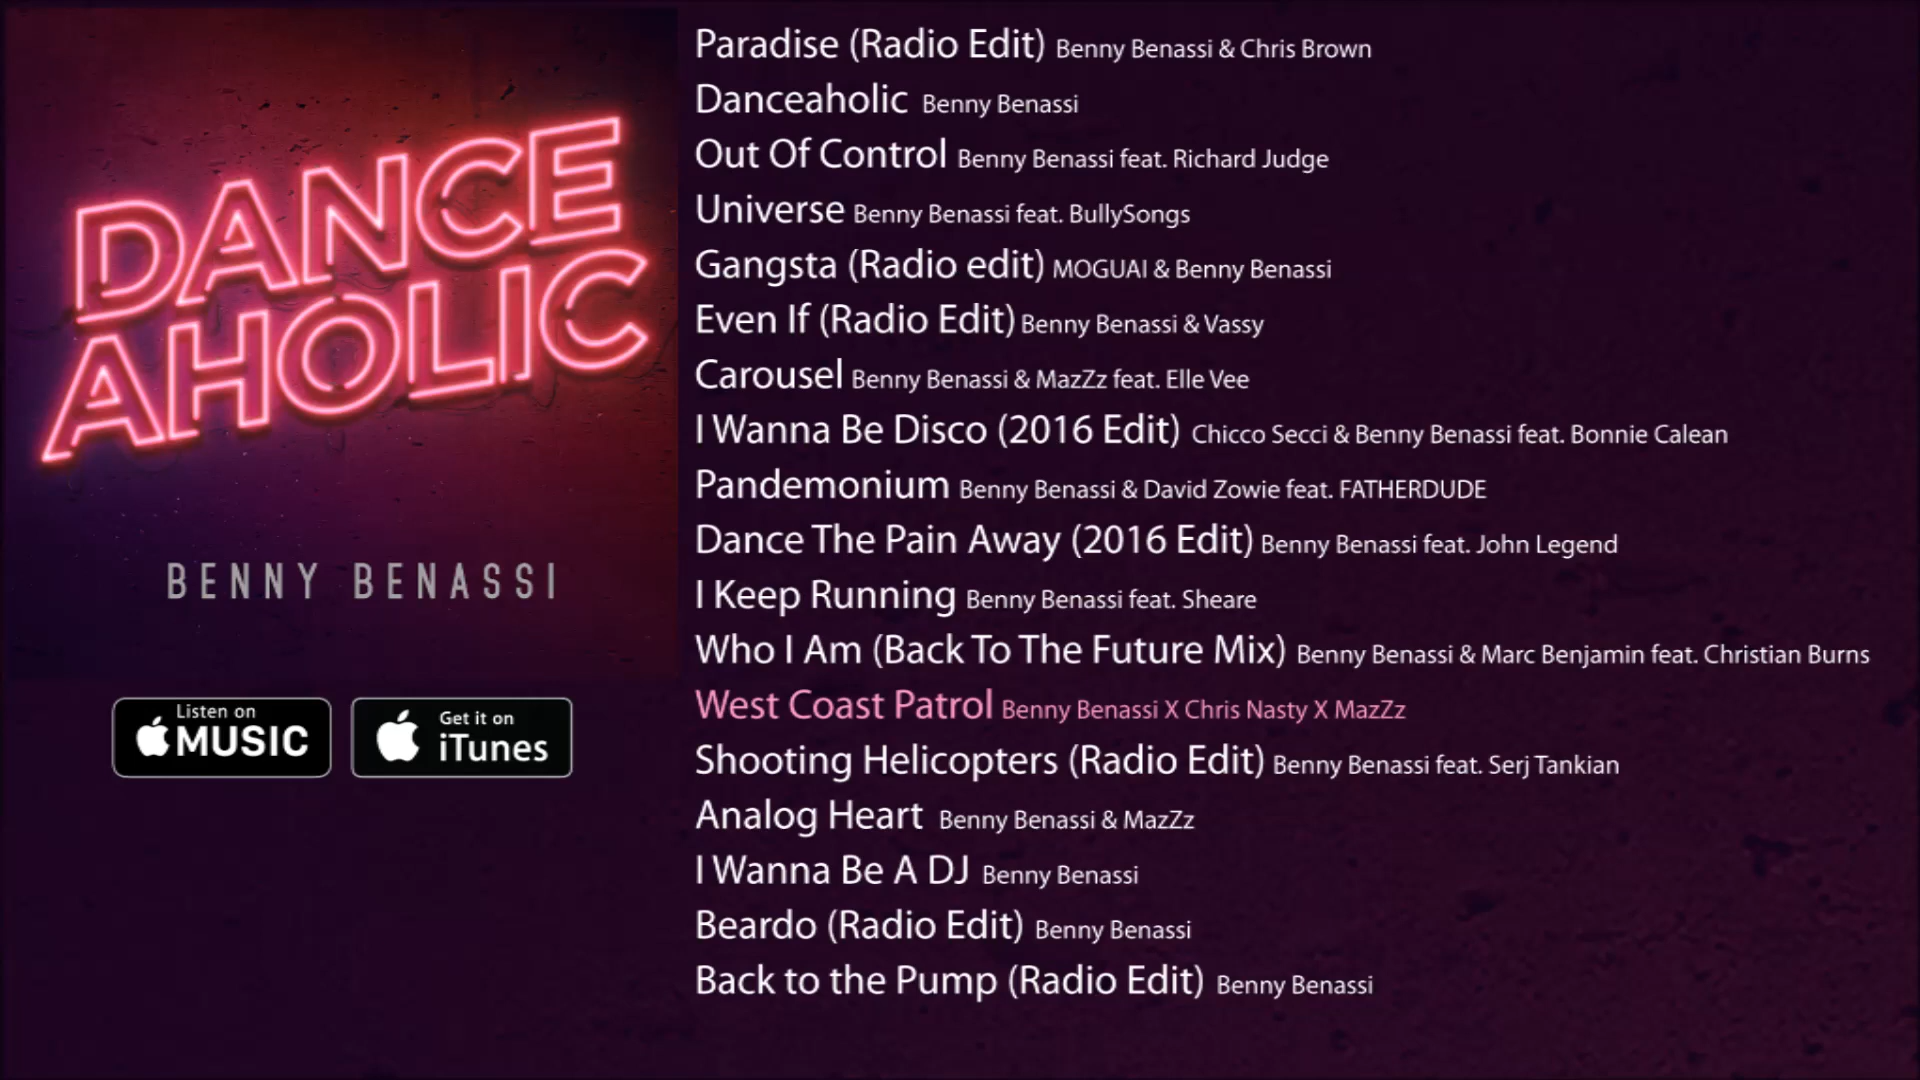 DANCE
AHOLIC
BENNY BENASSI
Listen on
MUSIC
Get it on
iTunes
Paradise (Radio Edit) Benny Benassi & Chris Brown
Danceaholic Benny Benassi
Out Of Control Benny Benassi feat. Richard Judge
Universe Benny Benassi feat. BullySongs
Gangsta (Radio edit) MOGUAI & Benny Benassi
Even If (Radio Edit) Benny Benassi & Vassy
Carousel Benny Benassi & MazZz feat. Elle Vee
I Wanna Be Disco (2016 Edit) Chicco Secci & Benny Benassi feat. Bonnie Calean
Pandemonium Benny Benassi & David Zowie feat. FATHERDUDE
Dance The Pain Away (2016 Edit) Benny Benassi feat. John Legend
I Keep Running Benny Benassi feat. Sheare
Who I Am (Back To The Future Mix) Benny Benassi & Marc Benjamin feat. Christian Burns
West Coast Patrol Benny Benassi X Chris Nasty X MazZz
Shooting Helicopters (Radio Edit) Benny Benassi feat. Serj Tankian
Analog Heart Benny Benassi & MazZz
I Wanna Be A DJ Benny Benassi
Beardo (Radio Edit) Benny Benassi
Back to the Pump (Radio Edit) Benny Benassi